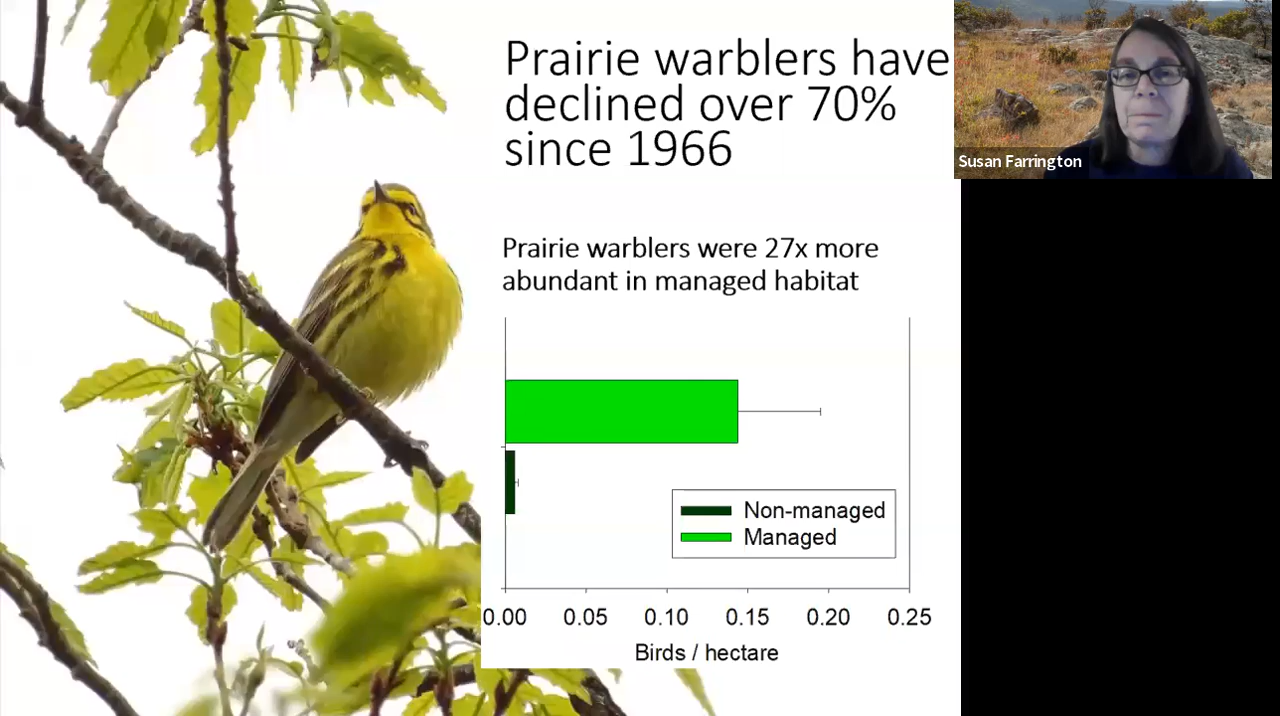 Prairie warblers have
declined over 70%
since 1966
Susan Farrington
Prairie warblers were 27x more
abundant in managed habitat
Non-managed
Managed
0.00 0.05 0.10 0.15 0.20 0.25
Birds / hectare